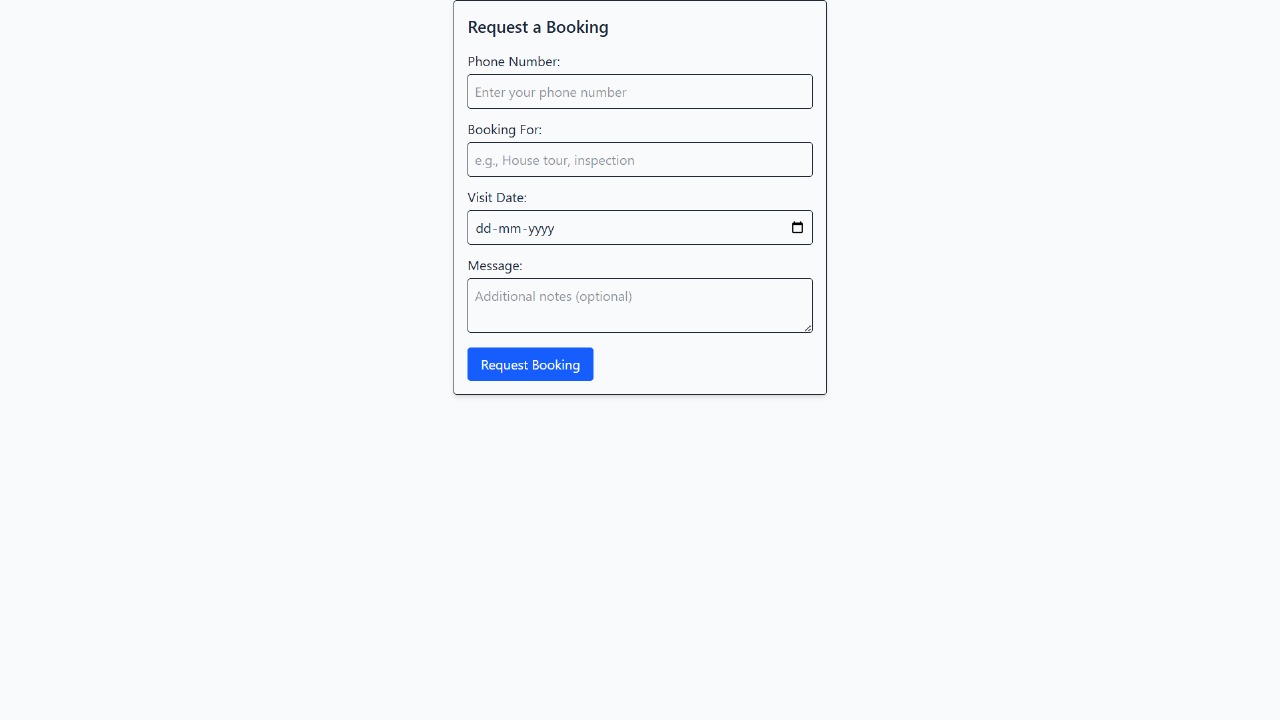 Request a Booking
Phone Number:
Enter your phone number
Booking For:
e.g., House tour, inspection
Visit Date:
dd-mm-yyyy
Message:
Additional notes (optional)
Request Booking